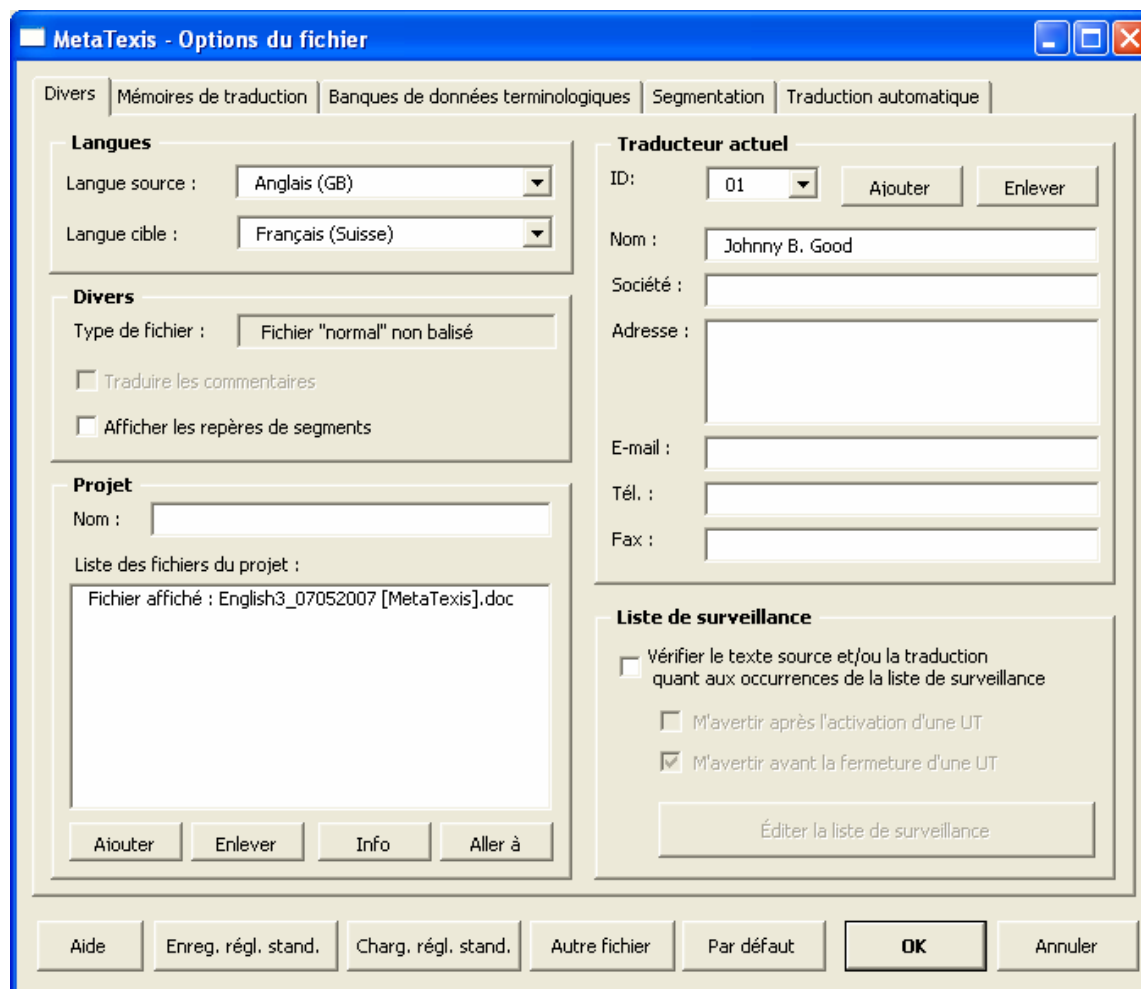 MetaTexis - Options du fichier
Divers
Mémoires de traduction
Banques de données terminologiques
Segmentation
Traduction automatique
Langues
Langue source :
Anglais (GB)
Langue cible :
Français (Suisse)
Divers
Type de fichier :
Fichier "normal" non balisé
Traduire les commentaires
Afficher les repères de segments
Projet
Nom :
Liste des fichiers du projet :
Fichier affiché : English3_07052007 [MetaTexis].doc
Ajouter
Enlever
Info
Aller à
Traducteur actuel
ID:
01
Ajouter
Enlever
Nom :
Johnny B. Good
Société :
Adresse :
E-mail :
Tél. :
Fax :
Liste de surveillance
Vérifier le texte source et/ou la traduction
quant aux occurrences de la liste de surveillance
M'avertir après l'activation d'une UT
M'avertir avant la fermeture d'une UT
Éditer la liste de surveillance
Aide
Enreg. régl. stand.
Charg. régl. stand.
Autre fichier
Par défaut
OK
Annuler